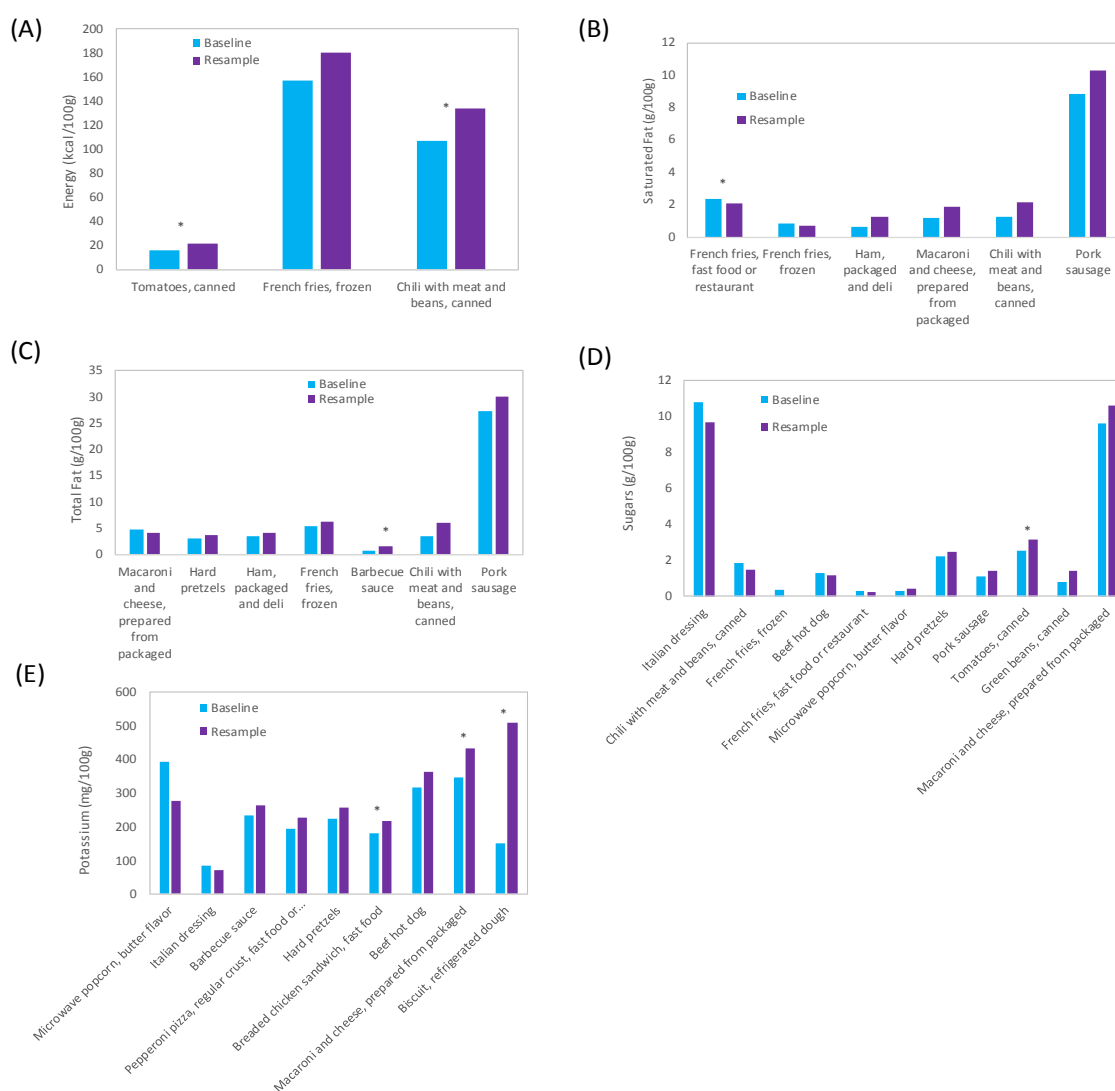 (A)
Energy (kcal/100g)
200
180
160
140
120
100
80
60
40
20
0
Baseline
Resample
*
*
Tomatoes, canned
French fries, frozen
Chili with meat and
beans, canned
(B)
Saturated Fat (g/100g)
12
10
8
6
4
2
0
Baseline
Resample
*
French fries,
fast food or
restaurant
French fries,
frozen
Ham,
packaged
and deli
Macaroni
and cheese,
prepared
from
packaged
Chili with
meat and
beans,
canned
Pork
sausage
(C)
Total Fat (g/100g)
35
30
25
20
15
10
5
0
Baseline
Resample
*
Macaroni
and
cheese,
prepared
from
packaged
Hard
pretzels
Ham,
packaged
and deli
French
fries,
frozen
Barbecue
sauce
Chili with
meat and
beans,
canned
Pork
sausage
(D)
Sugars (g/100g)
12
10
8
6
4
2
0
Baseline
Resample
*
Italian dressing
Chili with meat and beans, canned
French fries, frozen
Beef hot dog
French fries, fast food or restaurant
Microwave popcorn, butter flavor
Hard pretzels
Pork sausage
Tomatoes, canned
Green beans, canned
Macaroni and cheese, prepared from packaged
(E)
Potassium (mg/100g)
600
500
400
300
200
100
0
Baseline
Resample
*
*
*
Microwave popcorn, butter flavor
Italian dressing
Barbecue sauce
Pepperoni pizza, regular crust, fast food or...
Hard pretzels
Breaded chicken sandwich, fast food
Beef hot dog
Macaroni and cheese, prepared from packaged
Biscuit, refrigerated dough